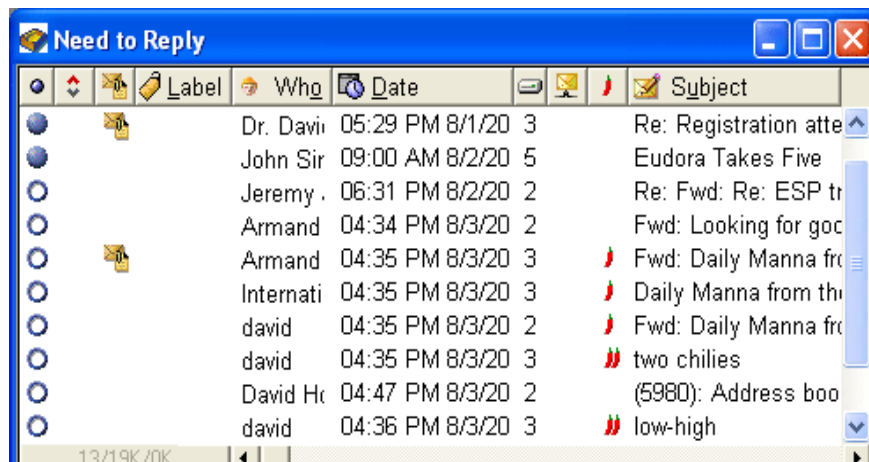 Need to Reply
Label Who Date Subject
Dr. Davi 05:29 PM 8/1/20 3 Re: Registration atte
John Sir 09:00 AM 8/2/20 5 Eudora Takes Five
Jeremy 06:31 PM 8/2/20 2 Re: Fwd: Re: ESP tr
Armand 04:34 PM 8/3/20 2 Fwd: Looking for goo
Armand 04:35 PM 8/3/20 3 Fwd: Daily Manna fro
Internati 04:35 PM 8/3/20 3 Daily Manna from the
david 04:35 PM 8/3/20 2 Fwd: Daily Manna fro
david 04:35 PM 8/3/20 3 two chilies
David Ho 04:47 PM 8/3/20 2 (5980): Address boo
david 04:36 PM 8/3/20 3 low-high
13/19K/0K